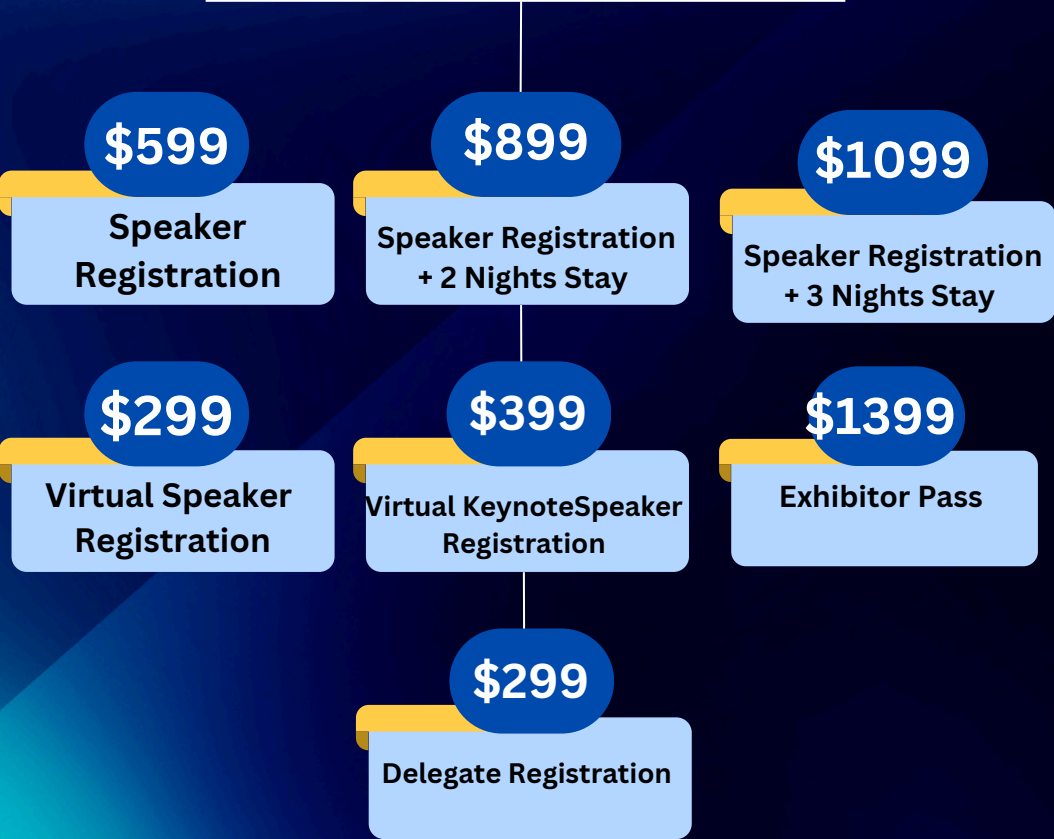 $599
Speaker
Registration
$899
Speaker Registration
+ 2 Nights Stay
$1099
Speaker Registration
+ 3 Nights Stay
$299
Virtual Speaker
Registration
$399
Virtual KeynoteSpeaker
Registration
$1399
Exhibitor Pass
$299
Delegate Registration